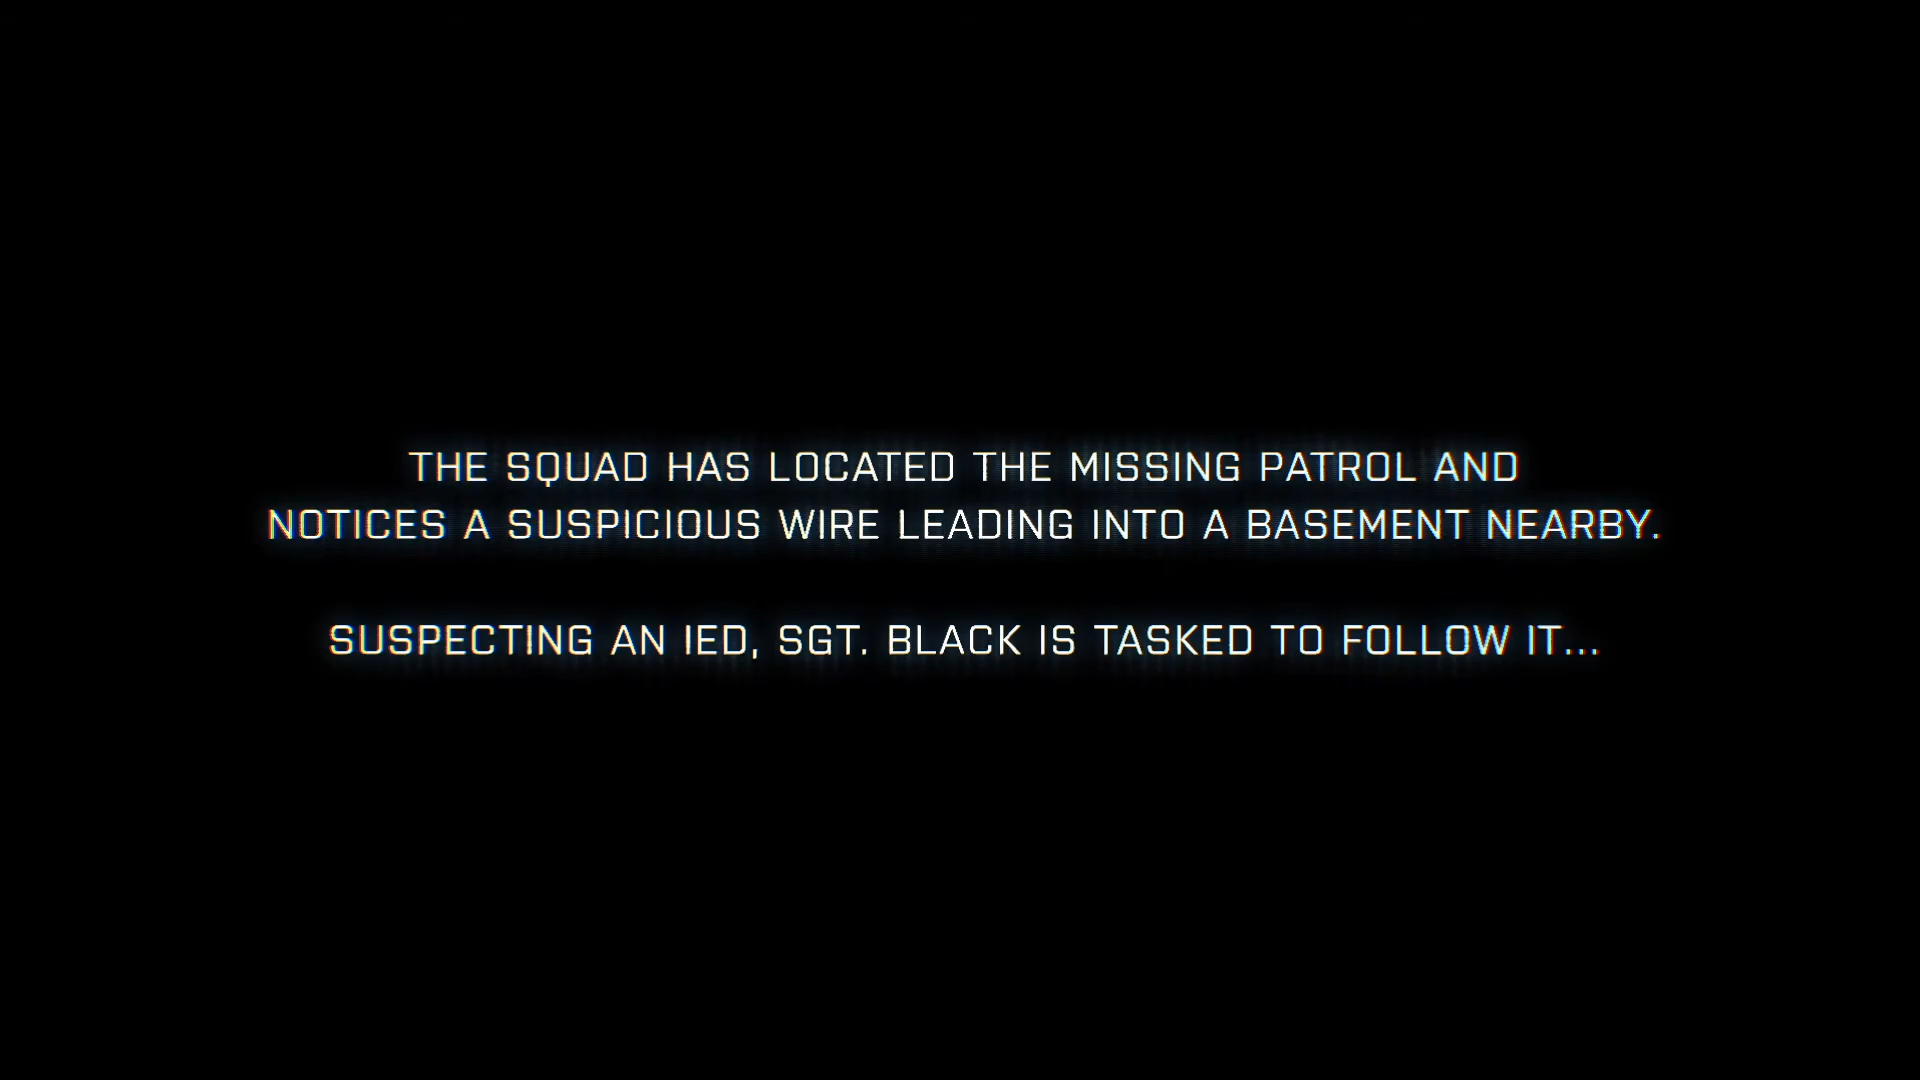 THE SQUAD HAS LOCATED THE MISSING PATROL AND
NOTICES A SUSPICIOUS WIRE LEADING INTO A BASEMENT NEARBY.
SUSPECTING AN IED, SGT. BLACK IS TASKED TO FOLLOW IT...